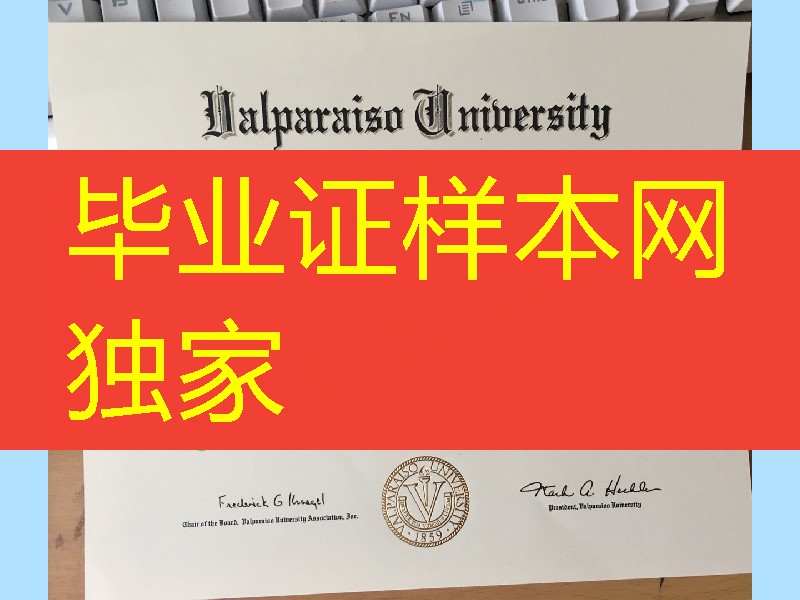 Valparaiso University
毕业证样本网
独家
Chair of the Board, Valparaiso University Association, Inc.
President, Valparaiso University
VALPARAISO UNIVERSITY
1859